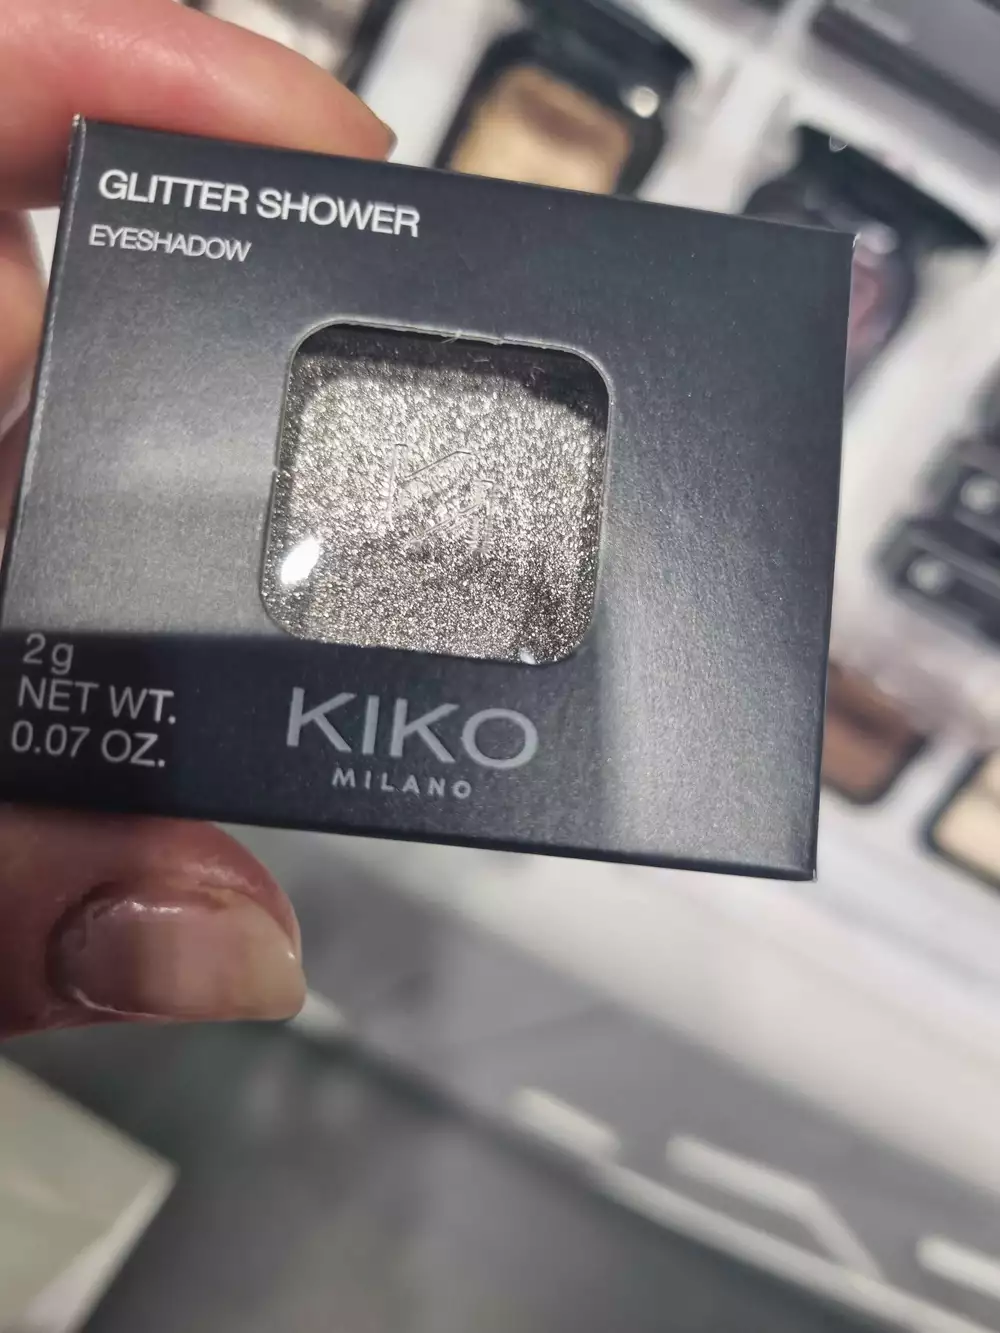 GLITTER SHOWER
EYESHADOW
2g
NET WT.
0.07 OZ.
KIKO
MILANO